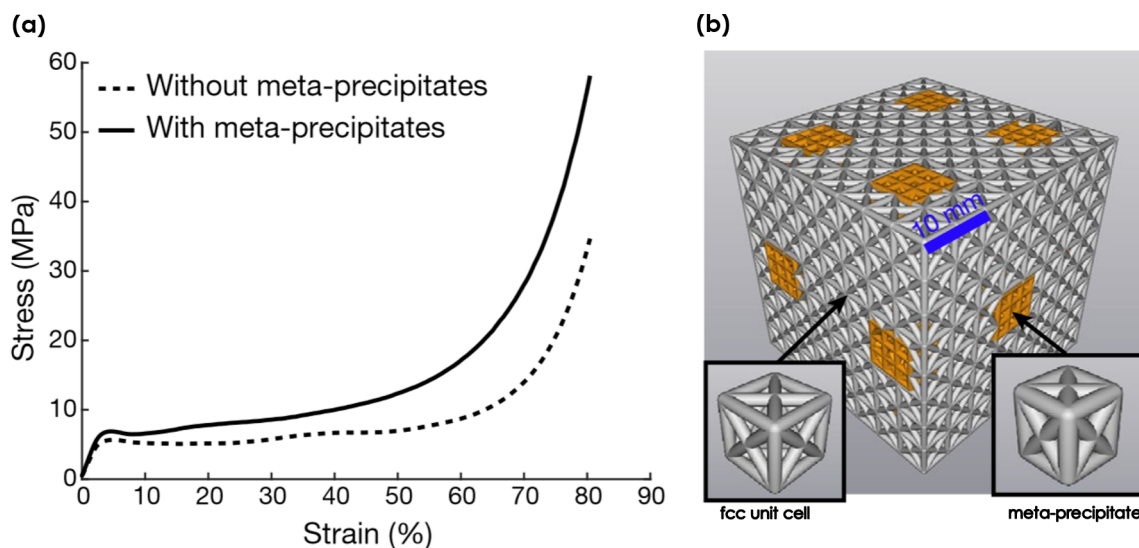 (a)
60
50
40
30
20
10
0
Stress (MPa)
Without meta-precipitates
With meta-precipitates
0 10 20 30 40 50 60 70 80 90
Strain (%)
(b)
10 mm
fcc unit cell
meta-precipitate